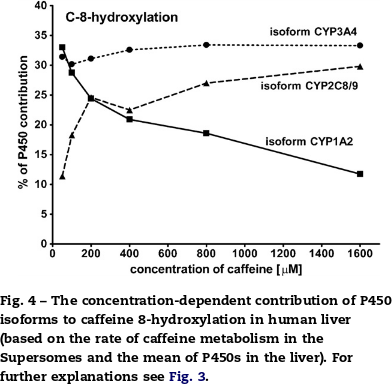 C-8-hydroxylation
40
35
30
25
20
15
10
5
0
% of P450 contribution
isoform CYP3A4
isoform CYP2C8/9
isoform CYP1A2
0 200 400 600 800 1000 1200 1400 1600
concentration of caffeine [μM]
Fig. 4 – The concentration-dependent contribution of P450
isoforms to caffeine 8-hydroxylation in human liver
(based on the rate of caffeine metabolism in the
Supersomes and the mean of P450s in the liver). For
further explanations see Fig. 3.